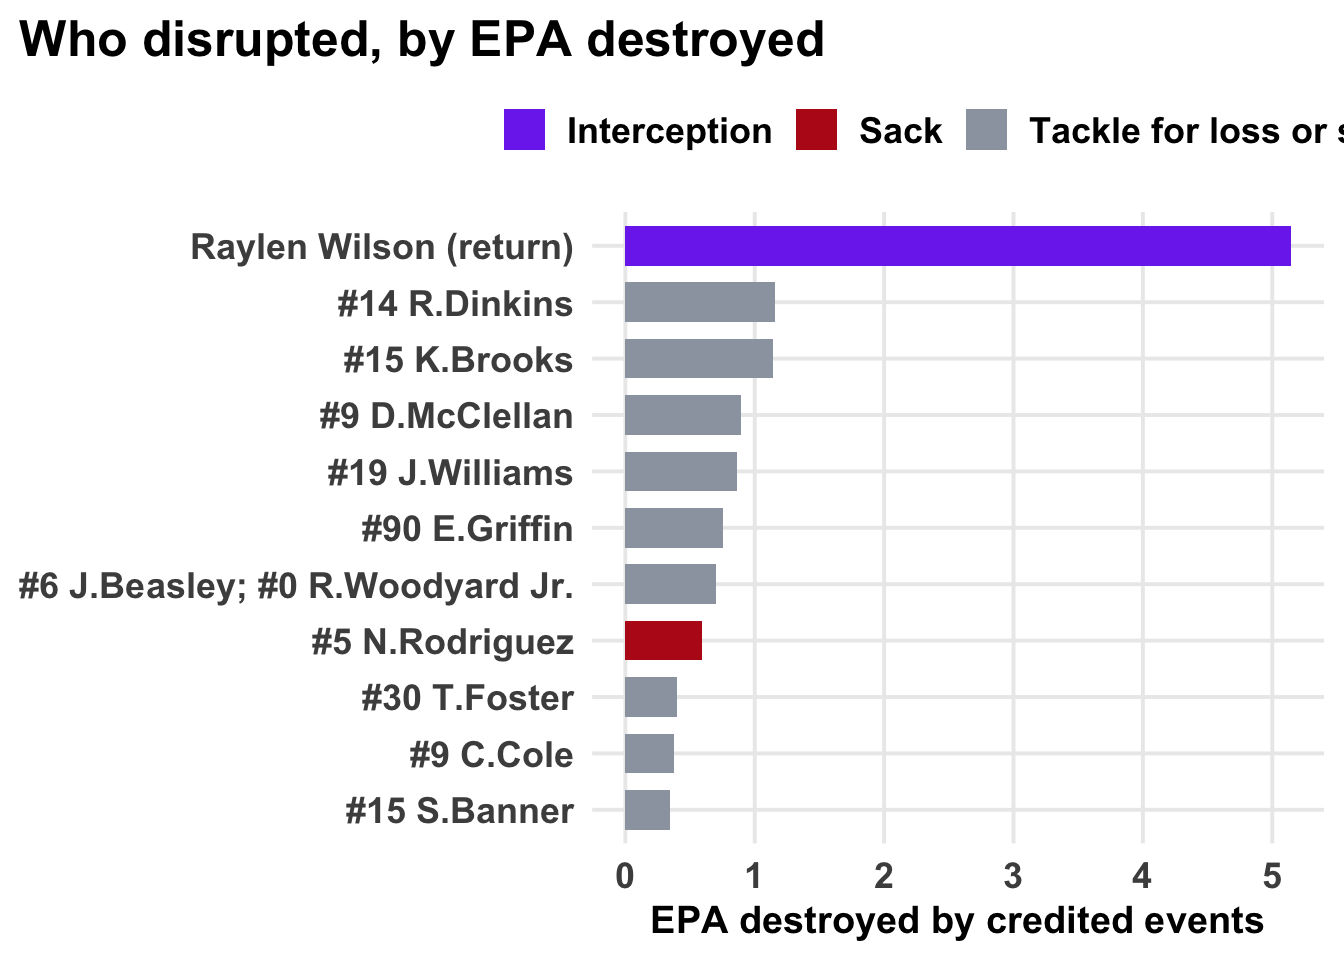 Who disrupted, by EPA destroyed
Interception Sack Tackle for loss or
Raylen Wilson (return)
#14 R.Dinkins
#15 K.Brooks
#9 D.McClellan
#19 J.Williams
#90 E.Griffin
#6 J.Beasley; #0 R.Woodyard Jr.
#5 N.Rodriguez
#30 T.Foster
#9 C.Cole
#15 S.Banner
0 1 2 3 4 5
EPA destroyed by credited events